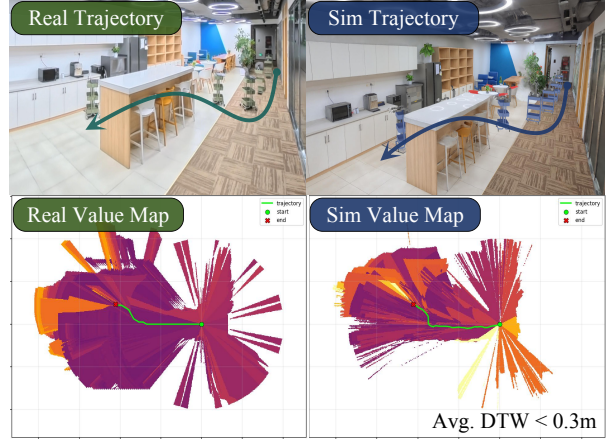 Real Trajectory
Sim Trajectory
Real Value Map
trajectory
start
end
Sim Value Map
trajectory
start
end
Avg. DTW < 0.3m